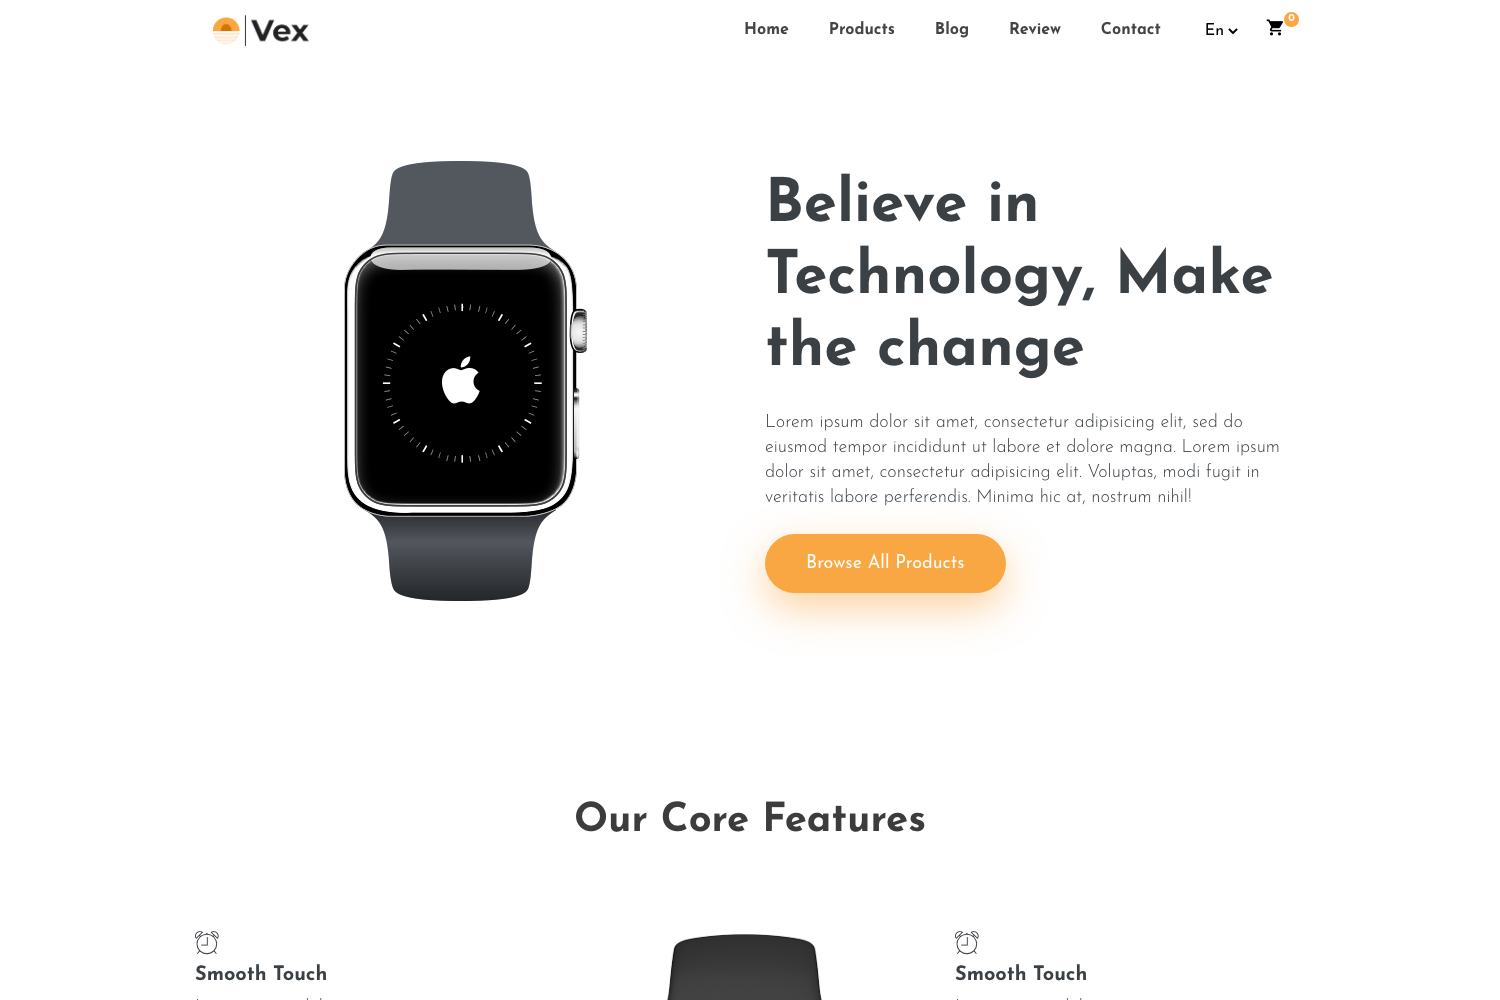 Vex
Home
Products
Blog
Review
Contact
En
0
Believe in
Technology, Make
the change
Lorem ipsum dolor sit amet, consectetur adipisicing elit, sed do
eiusmod tempor incididunt ut labore et dolore magna. Lorem ipsum
dolor sit amet, consectetur adipisicing elit. Voluptas, modi fugit in
veritatis labore perferendis. Minima hic at, nostrum nihil!
Browse All Products
Our Core Features
Smooth Touch
Smooth Touch